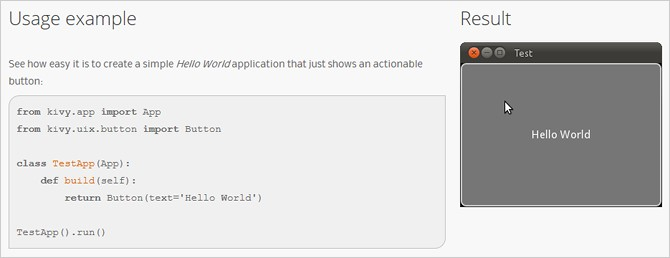 Usage example
See how easy it is to create a simple Hello World application that just shows an actionable
button:
from kivy.app import App
from kivy.uix.button import Button
class TestApp(App):
    def build(self):
        return Button(text='Hello World')
TestApp().run()
Result
Test
Hello World